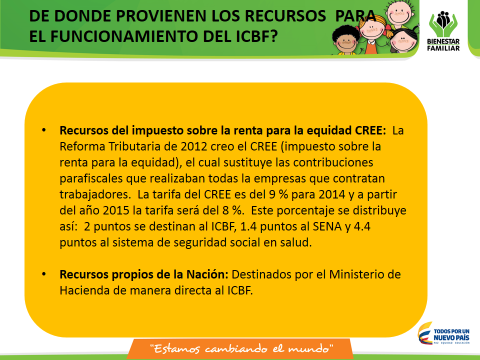 DE DONDE PROVIENEN LOS RECURSOS PARA
EL FUNCIONAMIENTO DEL ICBF?
BIENESTAR
FAMILIAR
• Recursos del impuesto sobre la renta para la equidad CREE: La
Reforma Tributaria de 2012 creo el CREE (impuesto sobre la
renta para la equidad), el cual sustituye las contribuciones
parafiscales que realizaban todas la empresas que contratan
trabajadores. La tarifa del CREE es del 9 % para 2014 y a partir
del año 2015 la tarifa será del 8 %. Este porcentaje se distribuye
así: 2 puntos se destinan al ICBF, 1.4 puntos al SENA y 4.4
puntos al sistema de seguridad social en salud.
• Recursos propios de la Nación: Destinados por el Ministerio de
Hacienda de manera directa al ICBF.
"Estamos cambiando el mundo"
TODOS POR UN
NUEVO PAÍS
PAZ EQUIDAD EDUCACIÓN